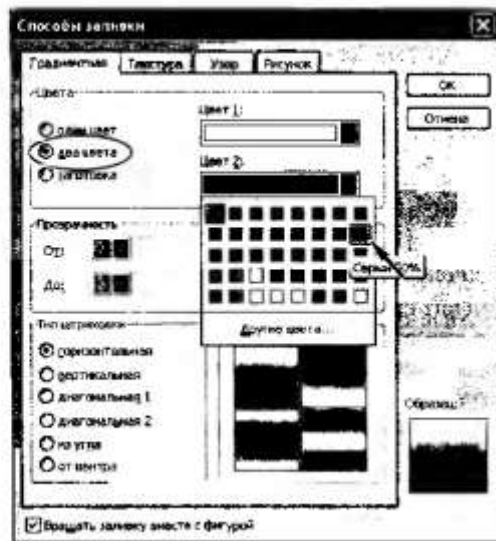 Способы заливки
Градиентная Текстура Узор Рисунок
Цвета
один цвет
два цвета
заготовка
Цвет 1:
Цвет 2:
OK
Отмена
Прозрачность
От:
До:
Другие цвета...
Тип штриховки
горизонтальная
вертикальная
диагональная 1
диагональная 2
из угла
от центра
Образец:
Вращать заливку вместе с фигурой